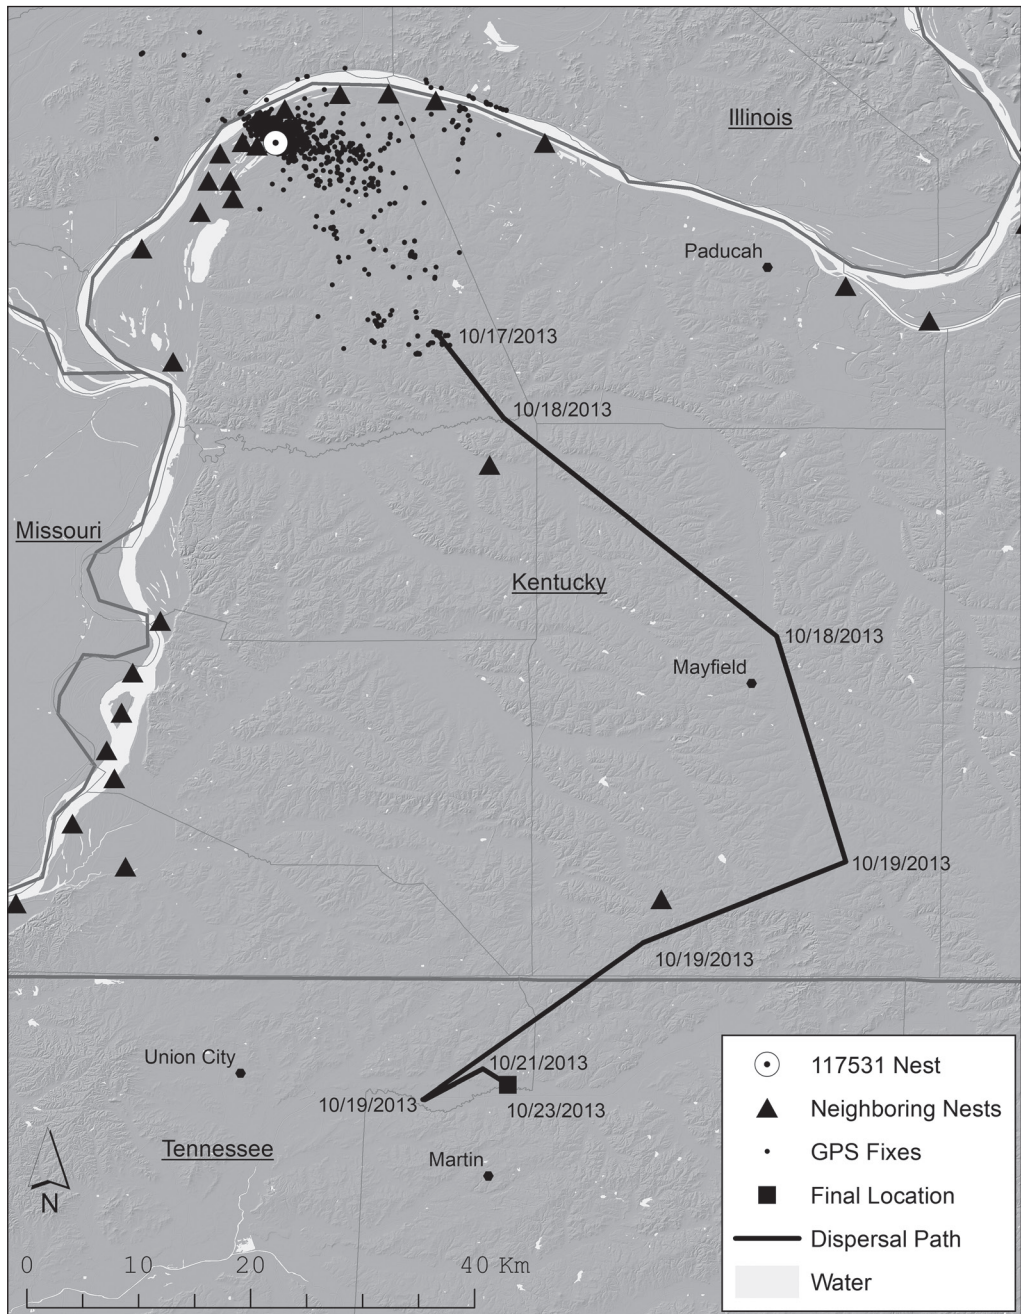 Illinois
Paducah
10/17/2013
10/18/2013
Missouri
Kentucky
10/18/2013
Mayfield
10/19/2013
10/19/2013
Union City
10/21/2013
10/19/2013
10/23/2013
Tennessee
Martin
N
0 10 20 40 Km
117531 Nest
Neighboring Nests
GPS Fixes
Final Location
Dispersal Path
Water